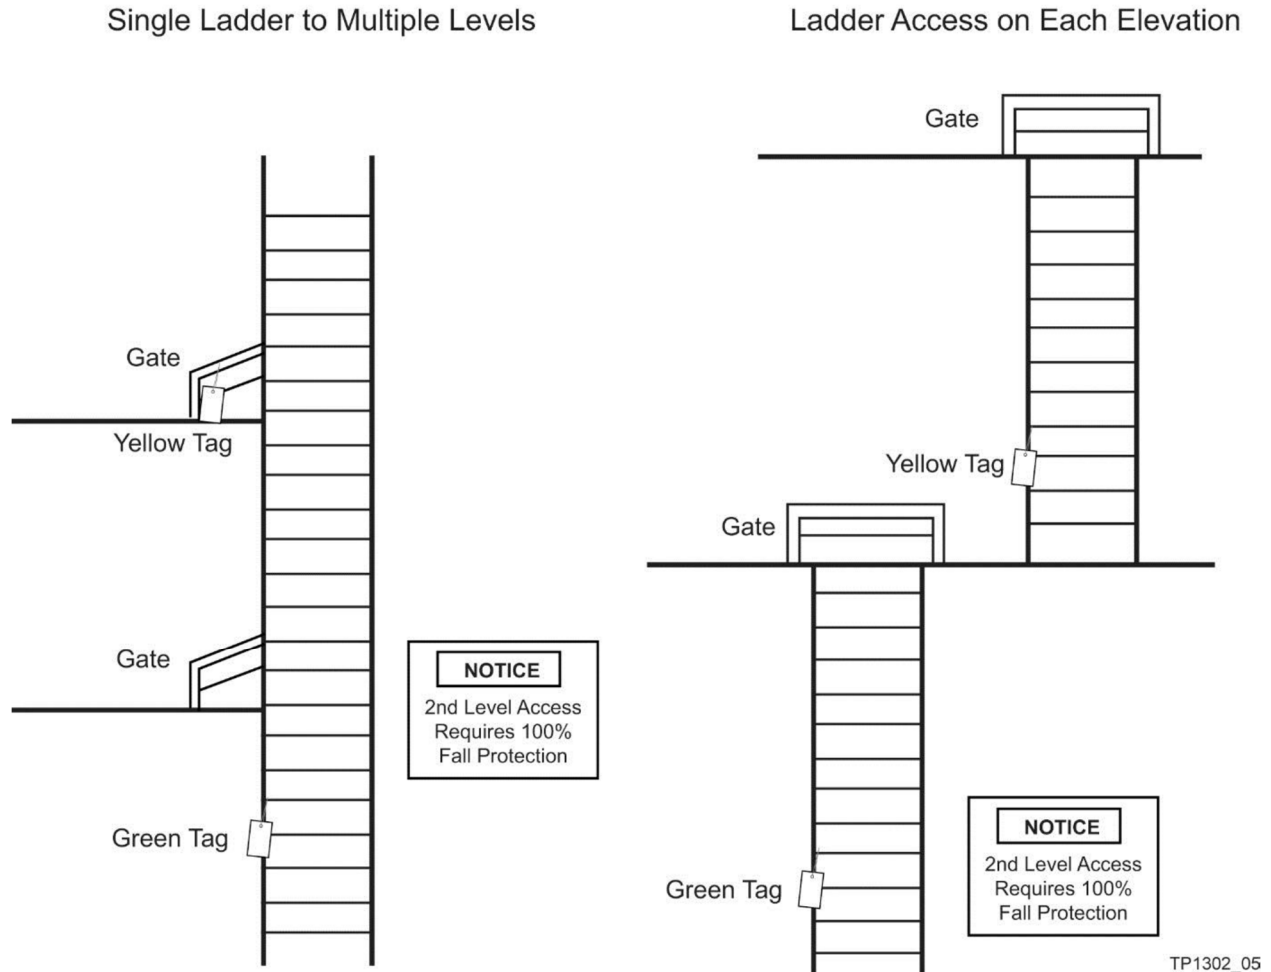 Single Ladder to Multiple Levels
Gate
Yellow Tag
Gate
NOTICE
2nd Level Access
Requires 100%
Fall Protection
Green Tag
Ladder Access on Each Elevation
Gate
Yellow Tag
Gate
Green Tag
NOTICE
2nd Level Access
Requires 100%
Fall Protection
TP1302_05